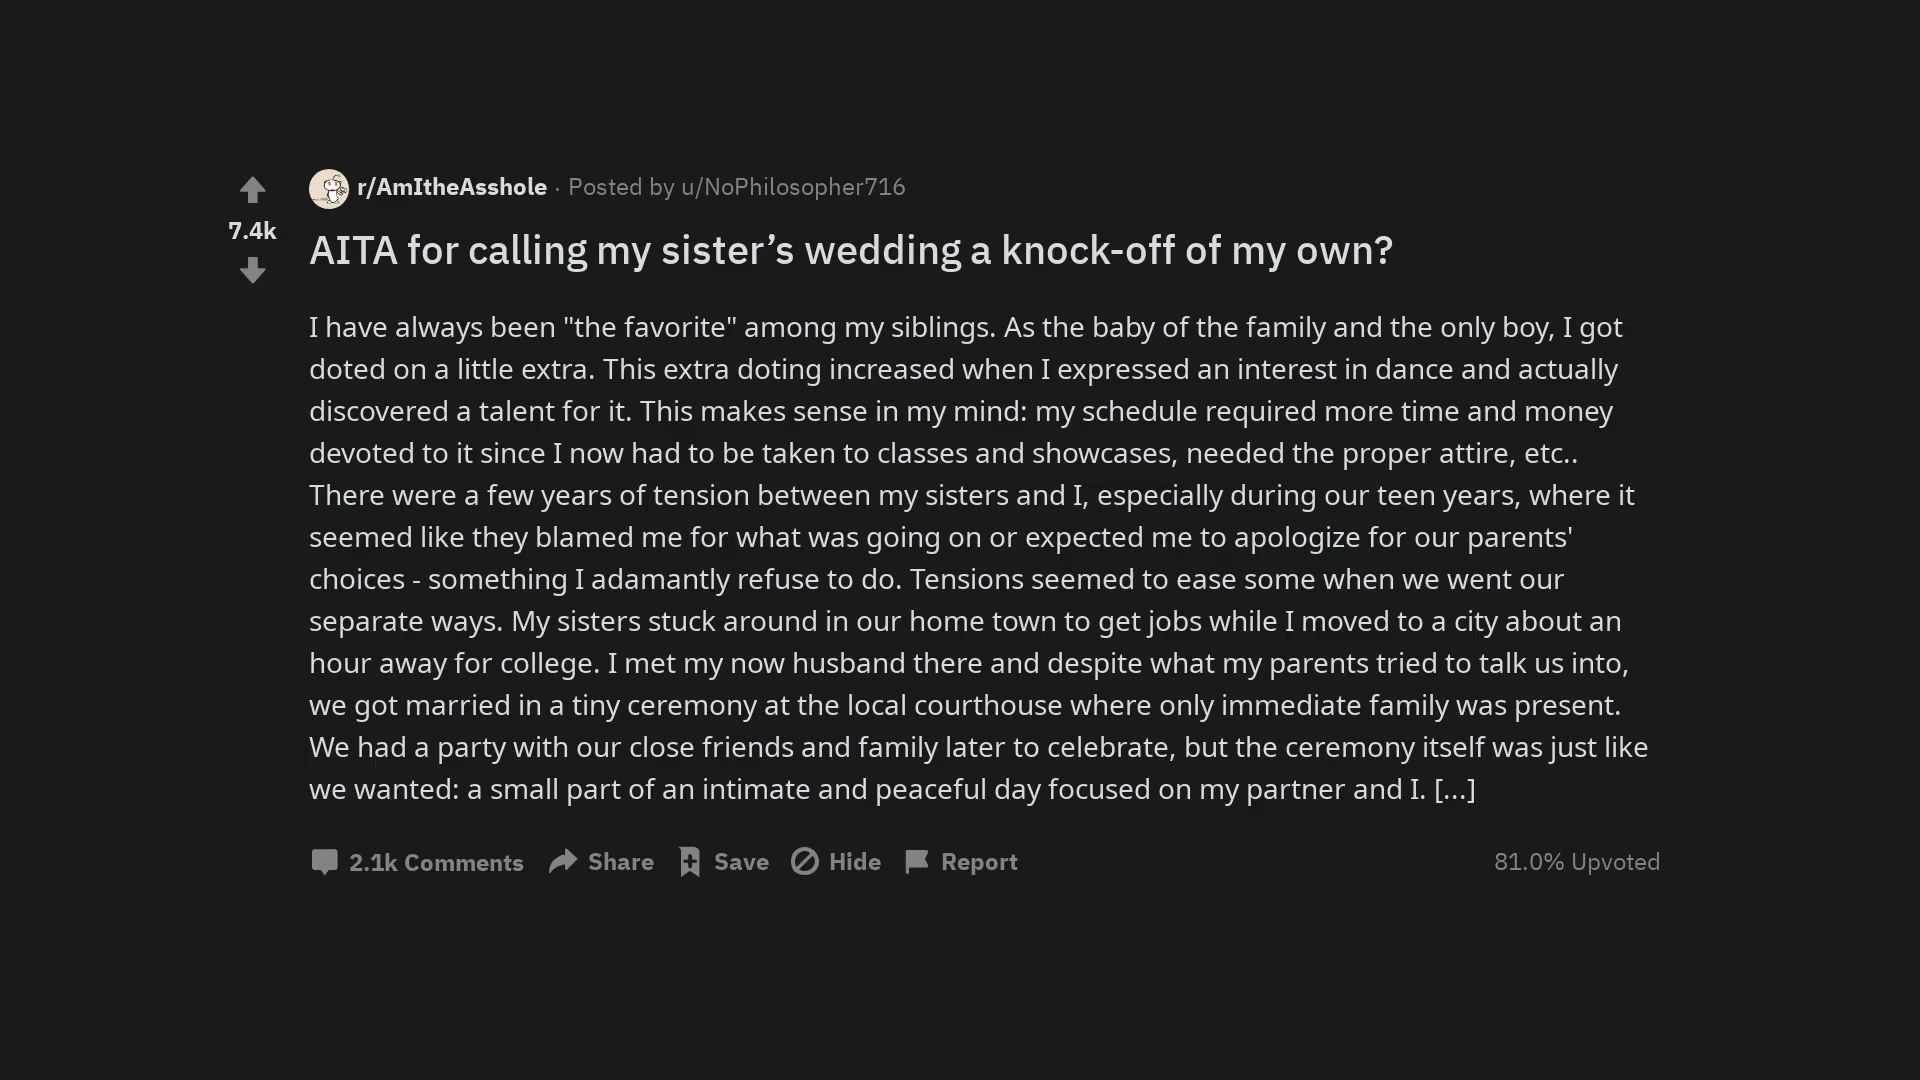 r/AmItheAsshole · Posted by u/NoPhilosopher716
7.4k
AITA for calling my sister’s wedding a knock-off of my own?
I have always been "the favorite" among my siblings. As the baby of the family and the only boy, I got
doted on a little extra. This extra doting increased when I expressed an interest in dance and actually
discovered a talent for it. This makes sense in my mind: my schedule required more time and money
devoted to it since I now had to be taken to classes and showcases, needed the proper attire, etc..
There were a few years of tension between my sisters and I, especially during our teen years, where it
seemed like they blamed me for what was going on or expected me to apologize for our parents'
choices - something I adamantly refuse to do. Tensions seemed to ease some when we went our
separate ways. My sisters stuck around in our home town to get jobs while I moved to a city about an
hour away for college. I met my now husband there and despite what my parents tried to talk us into,
we got married in a tiny ceremony at the local courthouse where only immediate family was present.
We had a party with our close friends and family later to celebrate, but the ceremony itself was just like
we wanted: a small part of an intimate and peaceful day focused on my partner and I. [...]
2.1k Comments Share Save Hide Report 81.0% Upvoted